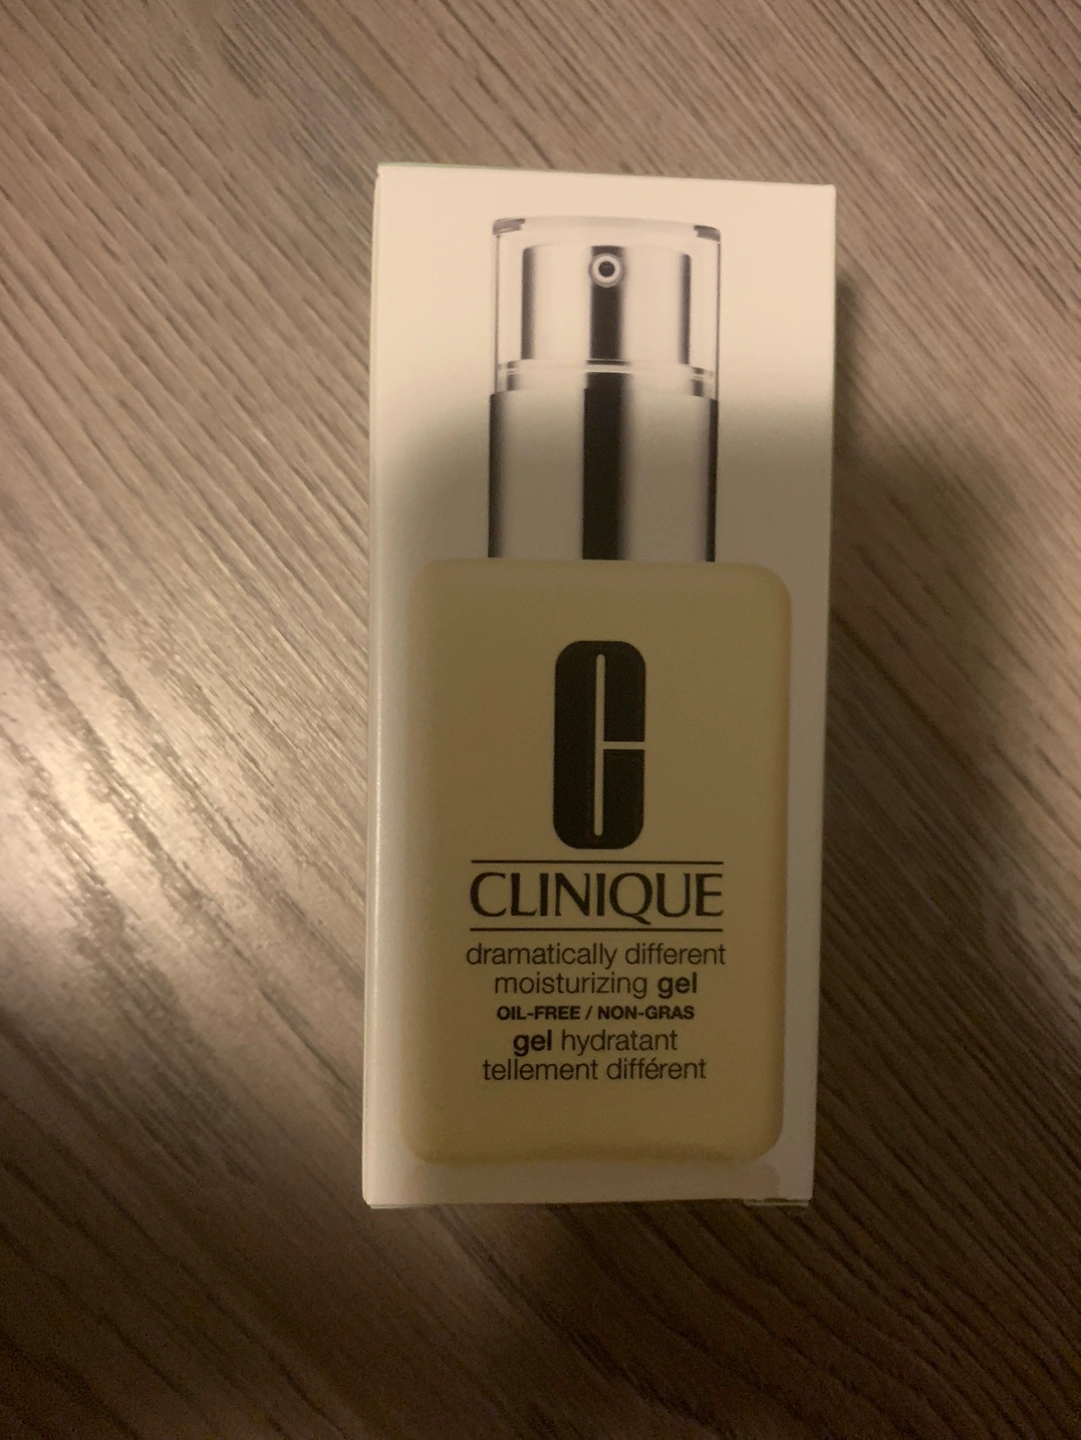 C
CLINIQUE
dramatically different
moisturizing gel
OIL-FREE / NON-GRAS
gel hydratant
tellement différent